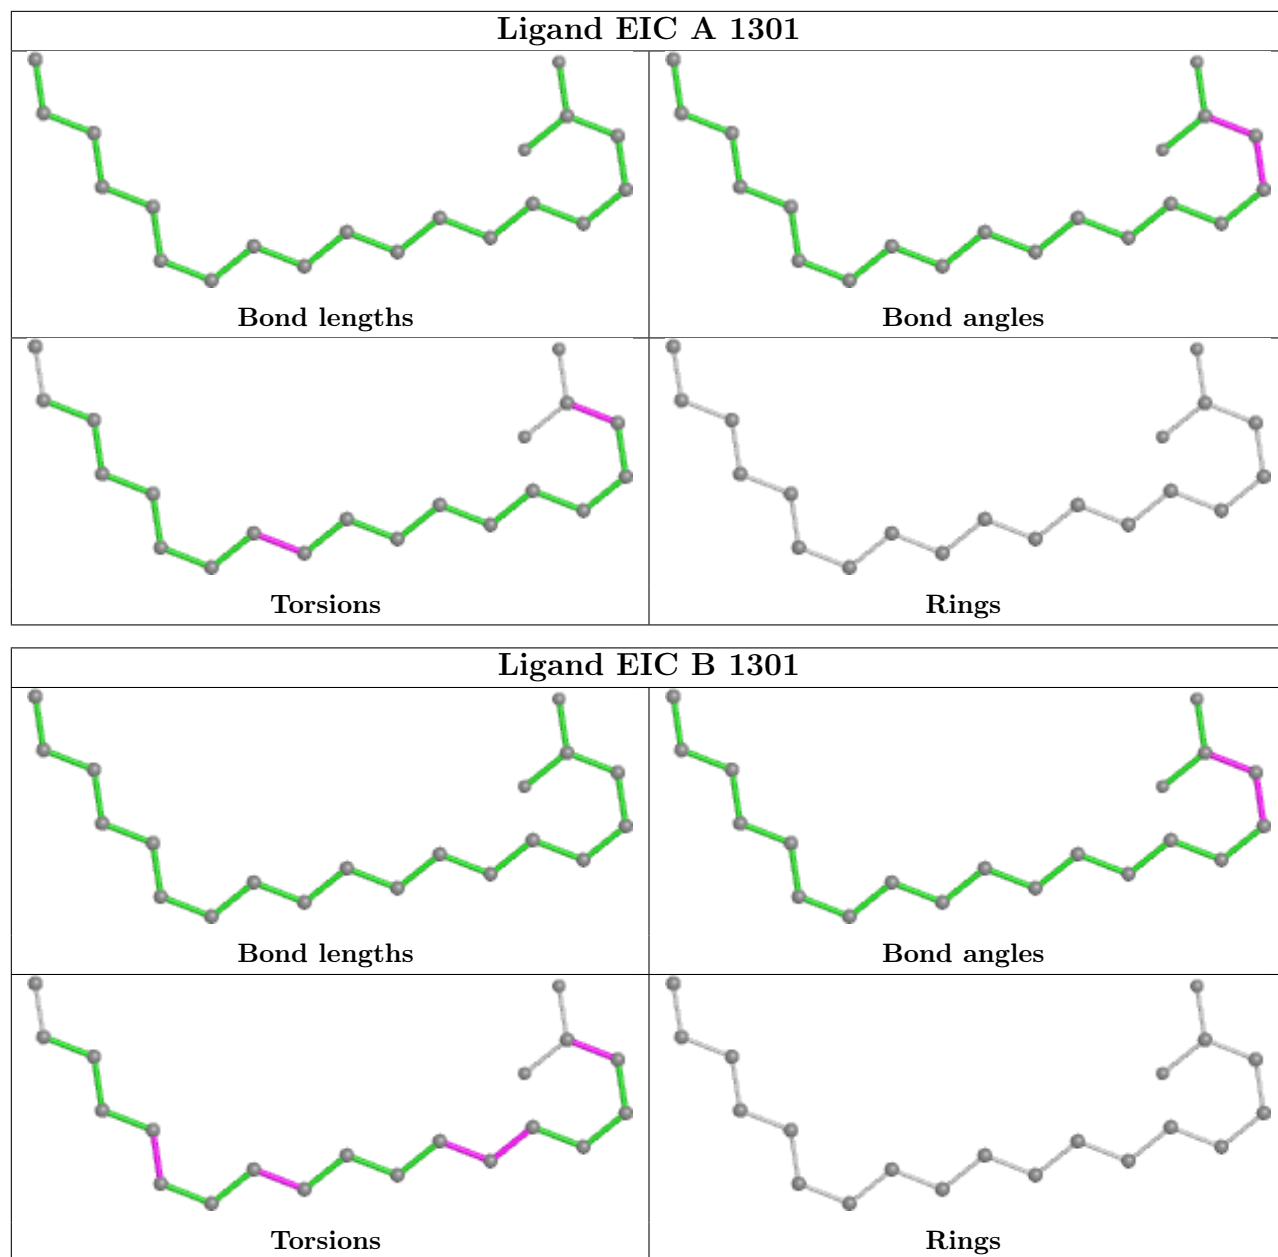 Ligand EIC A 1301
Bond lengths
Bond angles
Torsions
Rings
Ligand EIC B 1301
Bond lengths
Bond angles
Torsions
Rings